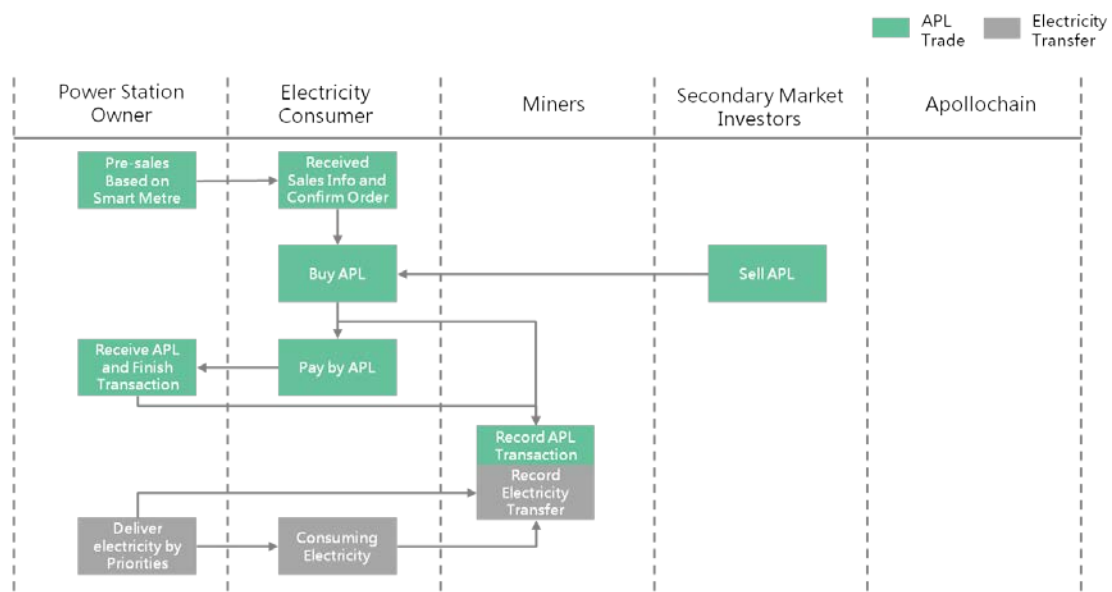 APL
Trade
Electricity
Transfer
Power Station
Owner
Electricity
Consumer
Miners
Secondary Market
Investors
Apollochain
Pre-sales
Based on
Smart Metre
Received
Sales Info and
Confirm Order
Buy APL
Sell APL
Receive APL
and Finish
Transaction
Pay by APL
Record APL
Transaction
Record
Electricity
Transfer
Deliver
electricity by
Priorities
Consuming
Electricity